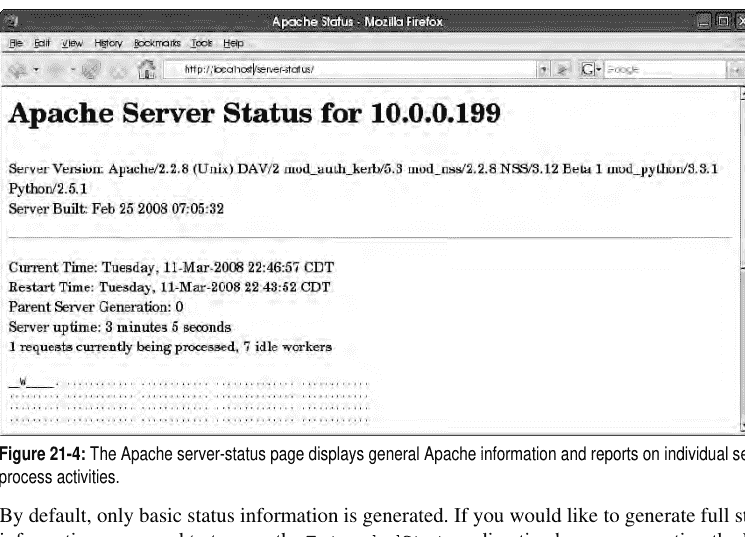 Apache Status - Mozilla Firefox
File Edit View History Bookmarks Tools Help
http://localhost/server-status/ Google
Apache Server Status for 10.0.0.199
Server Version: Apache/2.2.8 (Unix) DAV/2 mod_auth_kerb/5.3 mod_nss/2.2.8 NSS/3.12 Beta 1 mod_python/3.3.1
Python/2.5.1
Server Built: Feb 25 2008 07:05:32
Current Time: Tuesday, 11-Mar-2008 22:46:57 CDT
Restart Time: Tuesday, 11-Mar-2008 22:43:52 CDT
Parent Server Generation: 0
Server uptime: 3 minutes 5 seconds
1 requests currently being processed, 7 idle workers
Figure 21-4: The Apache server-status page displays general Apache information and reports on individual se
process activities.
By default, only basic status information is generated. If you would like to generate full st